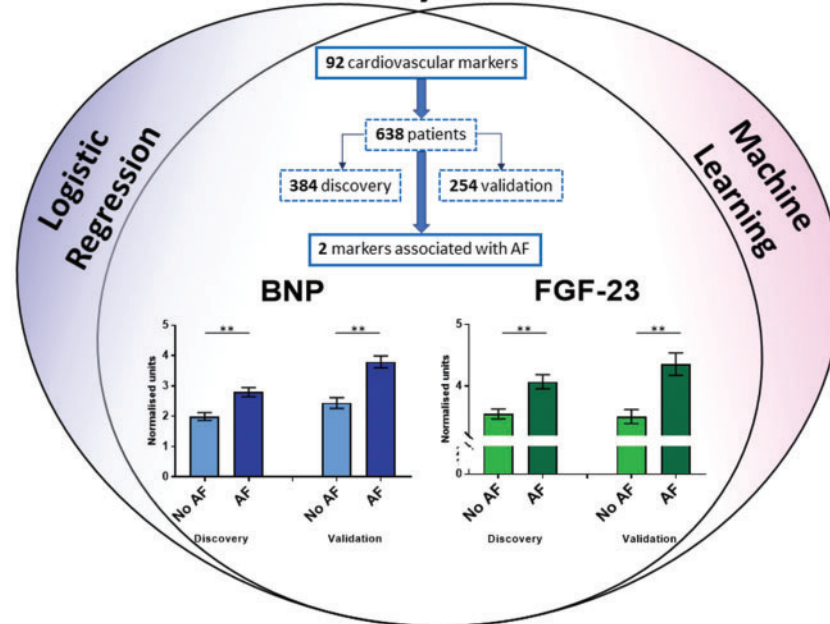 92 cardiovascular markers
638 patients
384 discovery
254 validation
2 markers associated with AF
Logistic
Regression
Machine
Learning
BNP
Normalised units
5
4
3
2
1
0
**
**
No AF
AF
No AF
AF
Discovery
Validation
FGF-23
Normalised units
5
4
0
**
**
No AF
AF
No AF
AF
Discovery
Validation